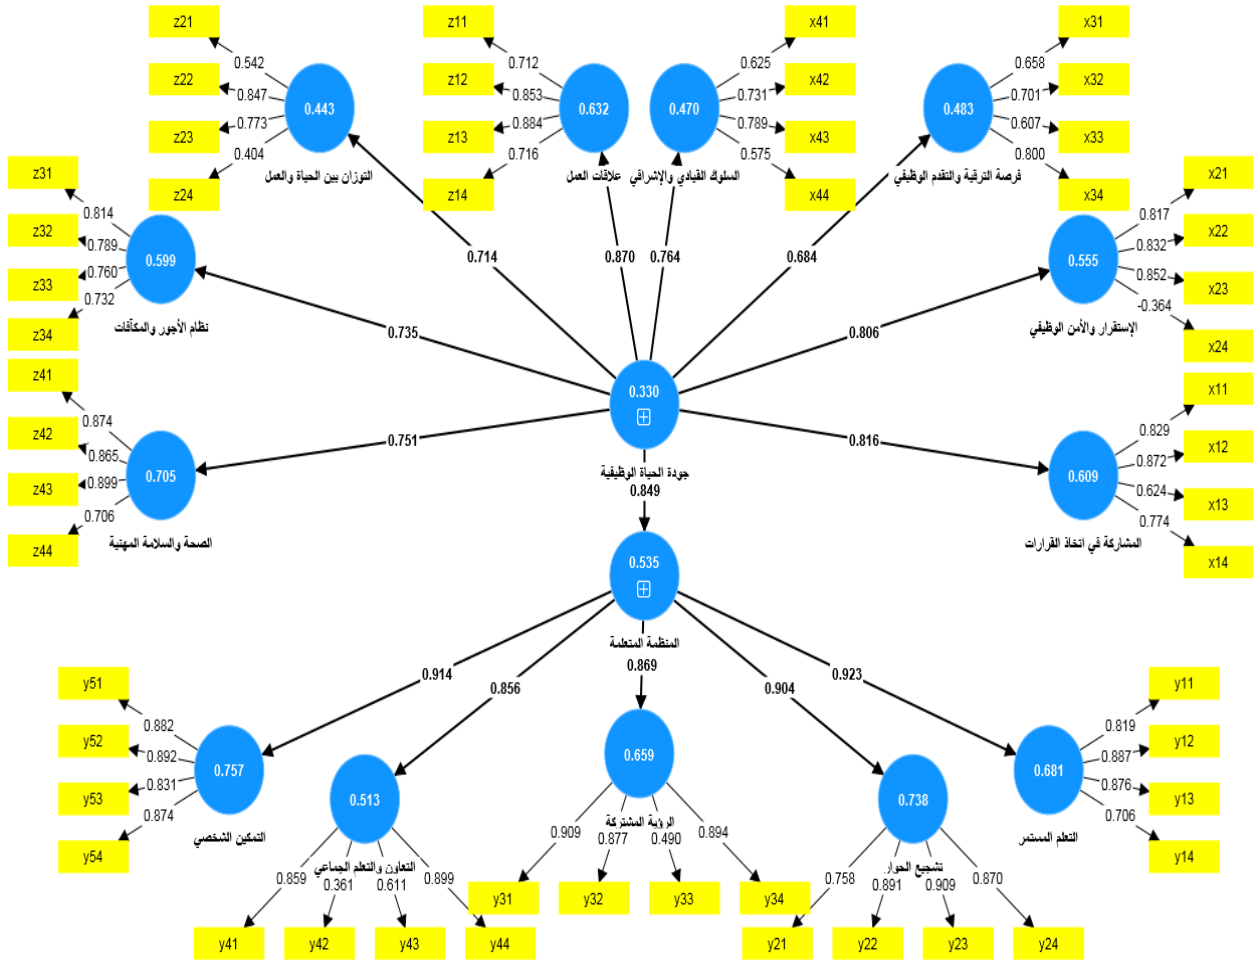 z21
z11
x41
x31
0.542
0.712
0.625
0.658
z22
z12
x42
x32
0.847
0.853
0.731
0.701
0.443
0.632
0.470
0.483
z23
z13
x43
x33
0.773
0.884
0.789
0.607
0.404
0.716
0.575
0.800
z24
z14
x44
x34
التوزان بين الحياة والعمل
علاقات العمل
السلوك القيادي والإشرافي
فرصة الترقية والتقدم الوظيفي
z31
x21
0.814
0.817
z32
x22
0.789
0.832
0.714
0.870
0.764
0.684
0.599
0.555
z33
x23
0.760
0.852
0.732
-0.364
z34
x24
نظام الأجور والمكآفات
الإستقرار والأمن الوظيفي
0.735
0.806
z41
x11
0.330
0.874
0.829
z42
x12
0.865
0.872
0.751
0.816
0.705
0.609
z43
x13
0.899
0.624
0.706
0.774
z44
x14
الصحة والسلامة المهنية
جودة الحياة الوظيفية
المشاركة في اتخاذ القرارات
0.849
0.535
المنظمة المتعلمة
0.914
0.856
0.869
0.904
0.923
y51
y11
0.882
0.819
y52
y12
0.892
0.887
0.757
0.659
0.681
y53
y13
0.831
0.876
0.874
0.706
y54
y14
0.513
0.738
التمكين الشخصي
الرؤية المشتركة
التعلم المستمر
0.909
0.877
0.490
0.894
التعاون والتعلم الجماعي
تشجيع الحوار
0.859
0.361
0.611
0.899
0.758
0.891
0.909
0.870
y31
y32
y33
y34
y41
y42
y43
y44
y21
y22
y23
y24